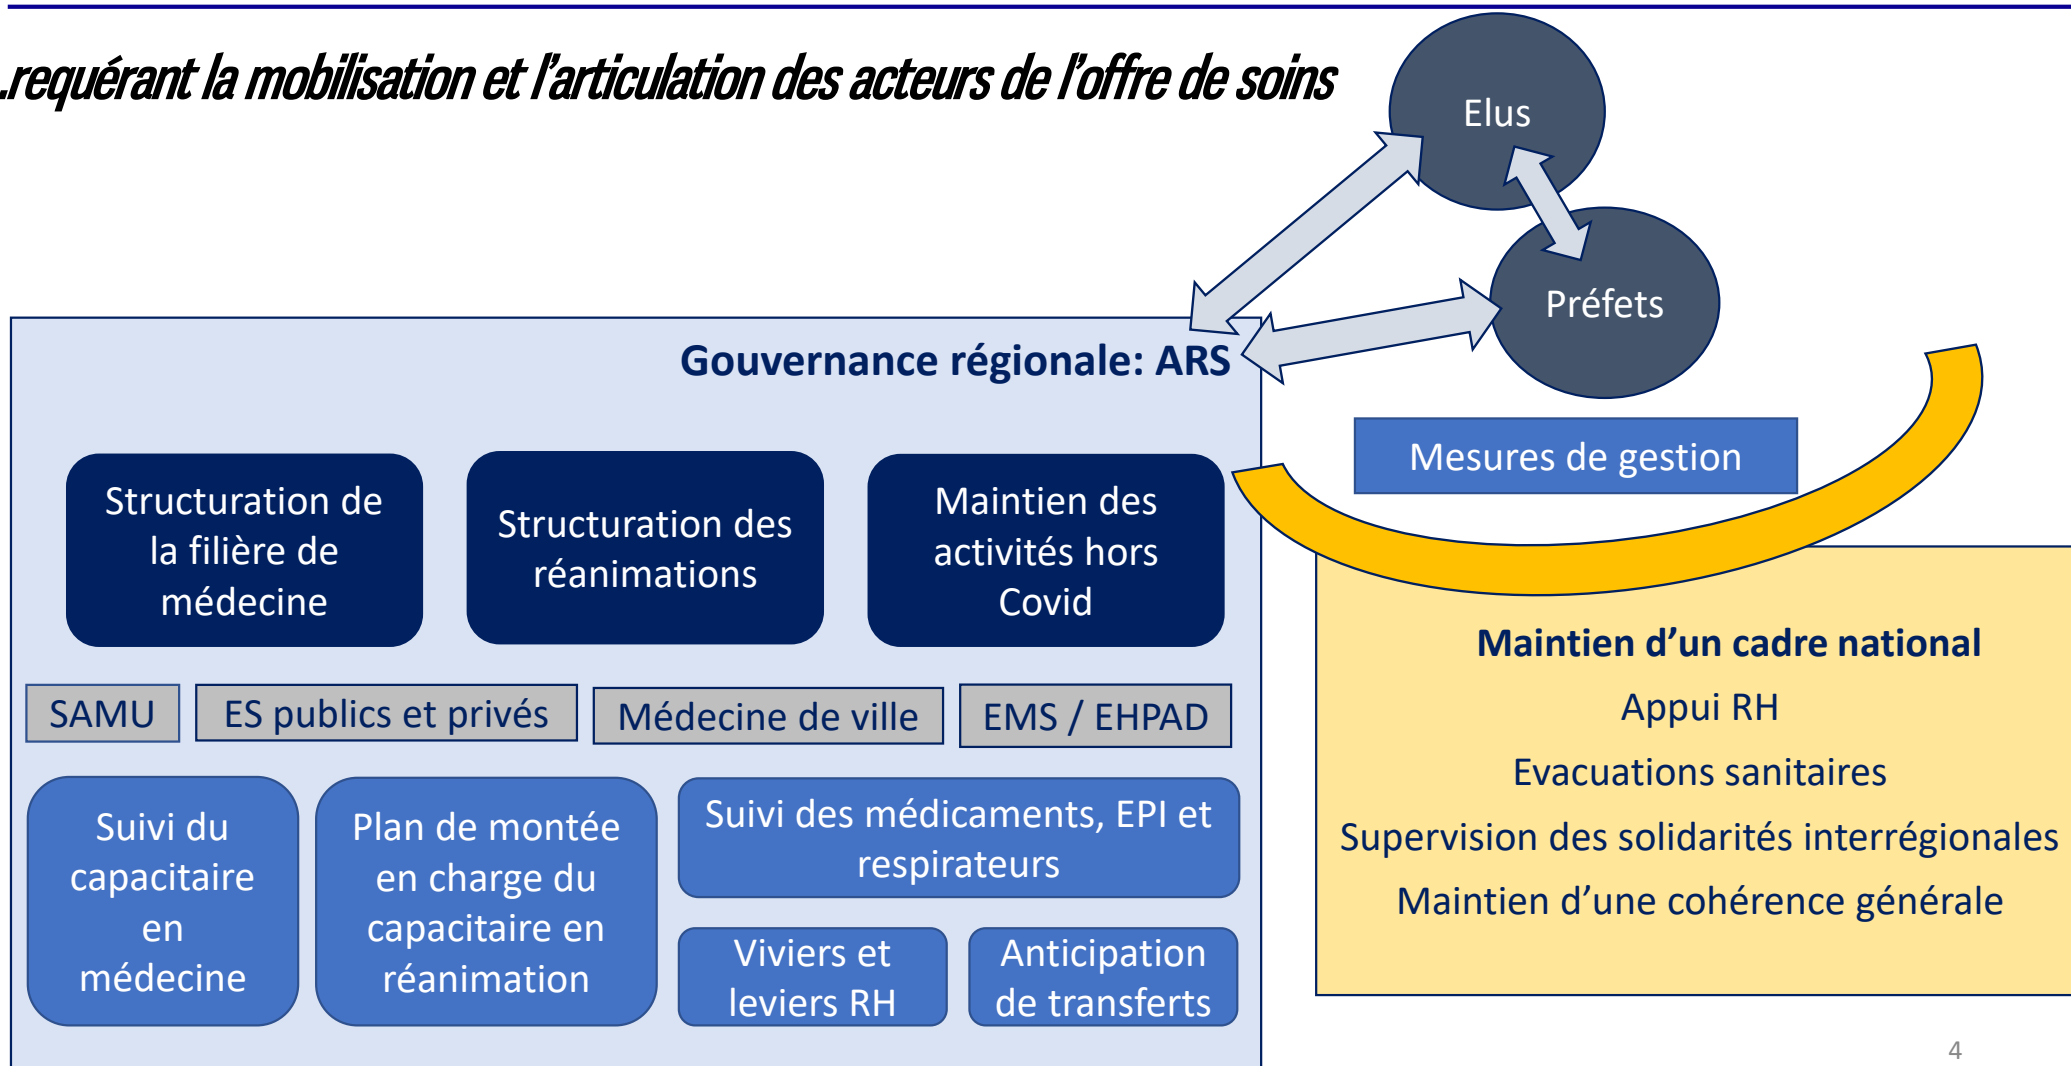 .requérant la mobilisation et l'articulation des acteurs de l'offre de soins
Elus
Préfets
Gouvernance régionale: ARS
Mesures de gestion
Structuration de
la filière de
médecine
Structuration des
réanimations
Maintien des
activités hors
Covid
SAMU
ES publics et privés
Médecine de ville
EMS / EHPAD
Suivi du
capacitaire
en
médecine
Plan de montée
en charge du
capacitaire en
réanimation
Suivi des médicaments, EPI et
respirateurs
Viviers et
leviers RH
Anticipation
de transferts
Maintien d'un cadre national
Appui RH
Evacuations sanitaires
Supervision des solidarités interrégionales
Maintien d'une cohérence générale
4